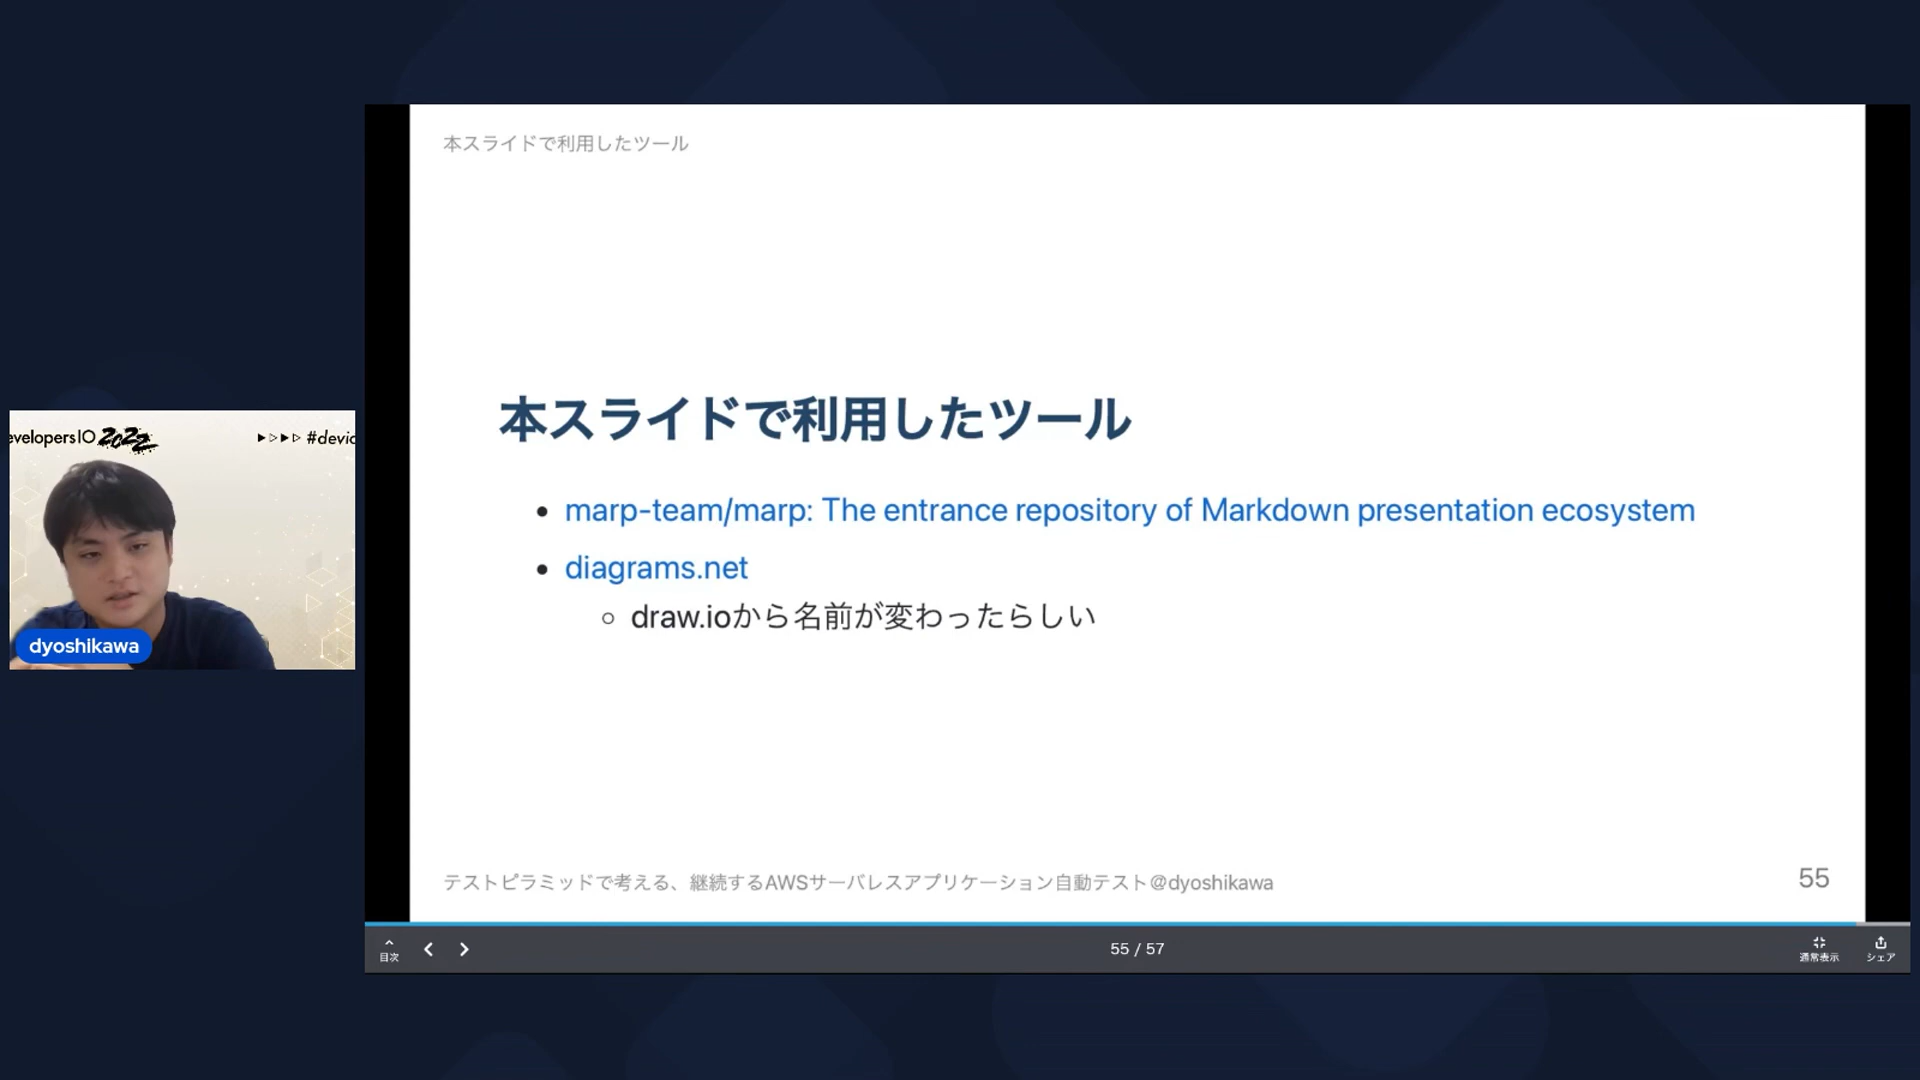 本スライドで利用したツール
本スライドで利用したツール
marp-team/marp: The entrance repository of Markdown presentation ecosystem
diagrams.net
draw.ioから名前が変わったらしい
テストピラミッドで考える、継続するAWSサーバレスアプリケーション自動テスト@dyoshikawa
55
evelopersIO 2022
#devio
dyoshikawa
目次
55 / 57
通常表示
シェア